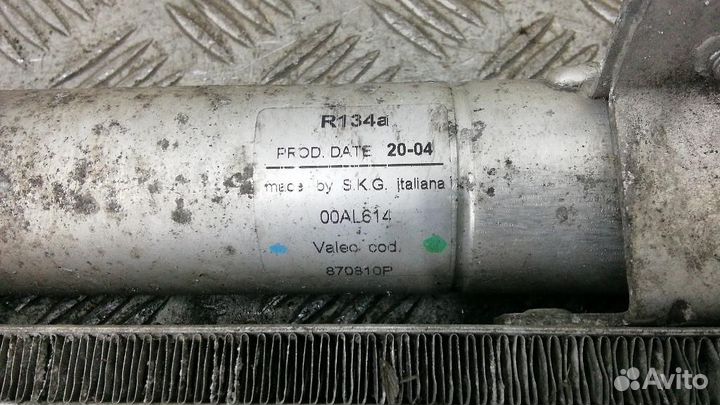 R134a
PROD. DATE 20-04
made by S.K.G. italiana
00AL614
Valeo cod.
870810P
Avito